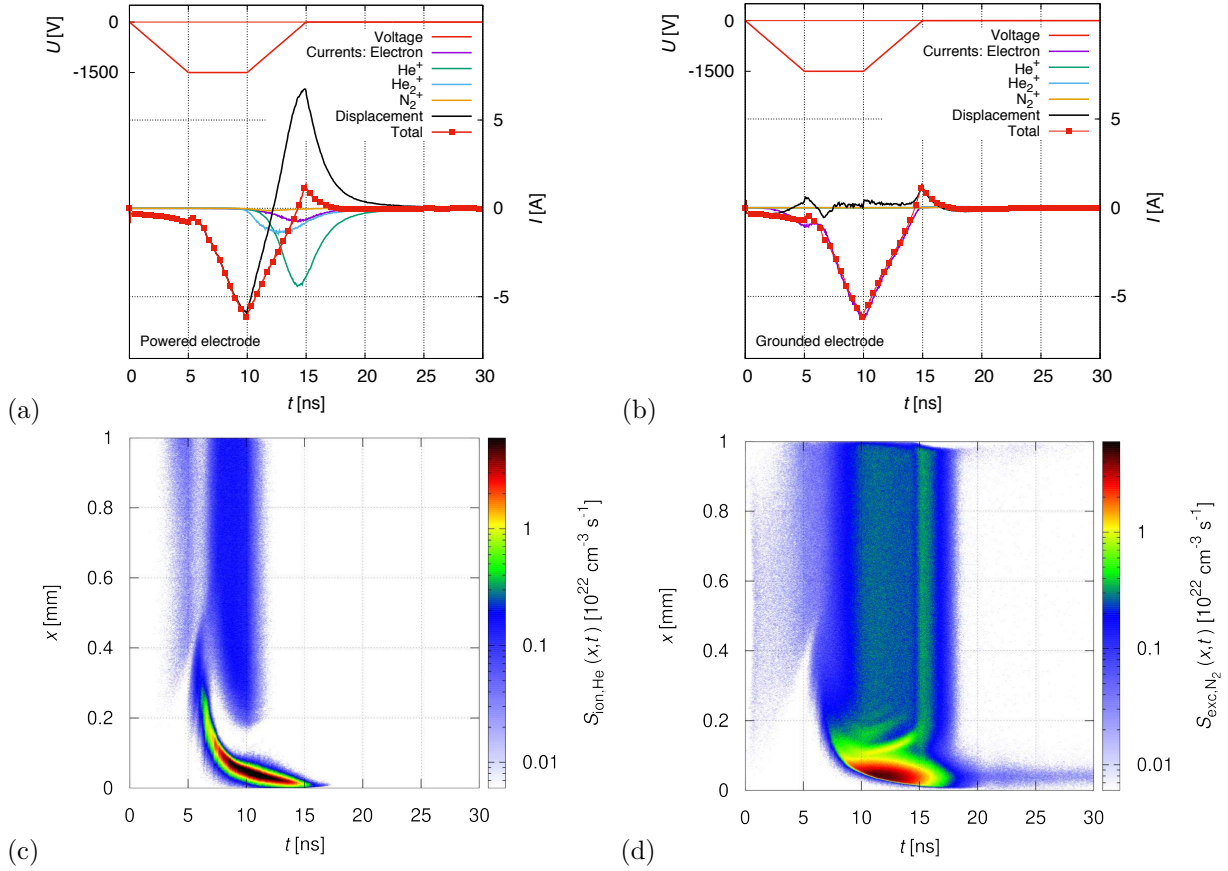 U [V]
0
-1500
Voltage
Currents: Electron
He+
He2+
N2+
Displacement
Total
5
0
-5
I [A]
Powered electrode
0 5 10 15 20 25 30
t [ns]
(a)
U [V]
0
-1500
Voltage
Currents: Electron
He+
He2+
N2+
Displacement
Total
5
0
-5
I [A]
Grounded electrode
0 5 10 15 20 25 30
t [ns]
(b)
1
0.8
0.6
0.4
0.2
0
x [mm]
0 5 10 15 20 25 30
t [ns]
1
0.1
0.01
Sion,He (x,t) [10^22 cm^-3 s^-1]
(c)
1
0.8
0.6
0.4
0.2
0
x [mm]
0 5 10 15 20 25 30
t [ns]
1
0.1
0.01
Sexc,N2 (x,t) [10^22 cm^-3 s^-1]
(d)